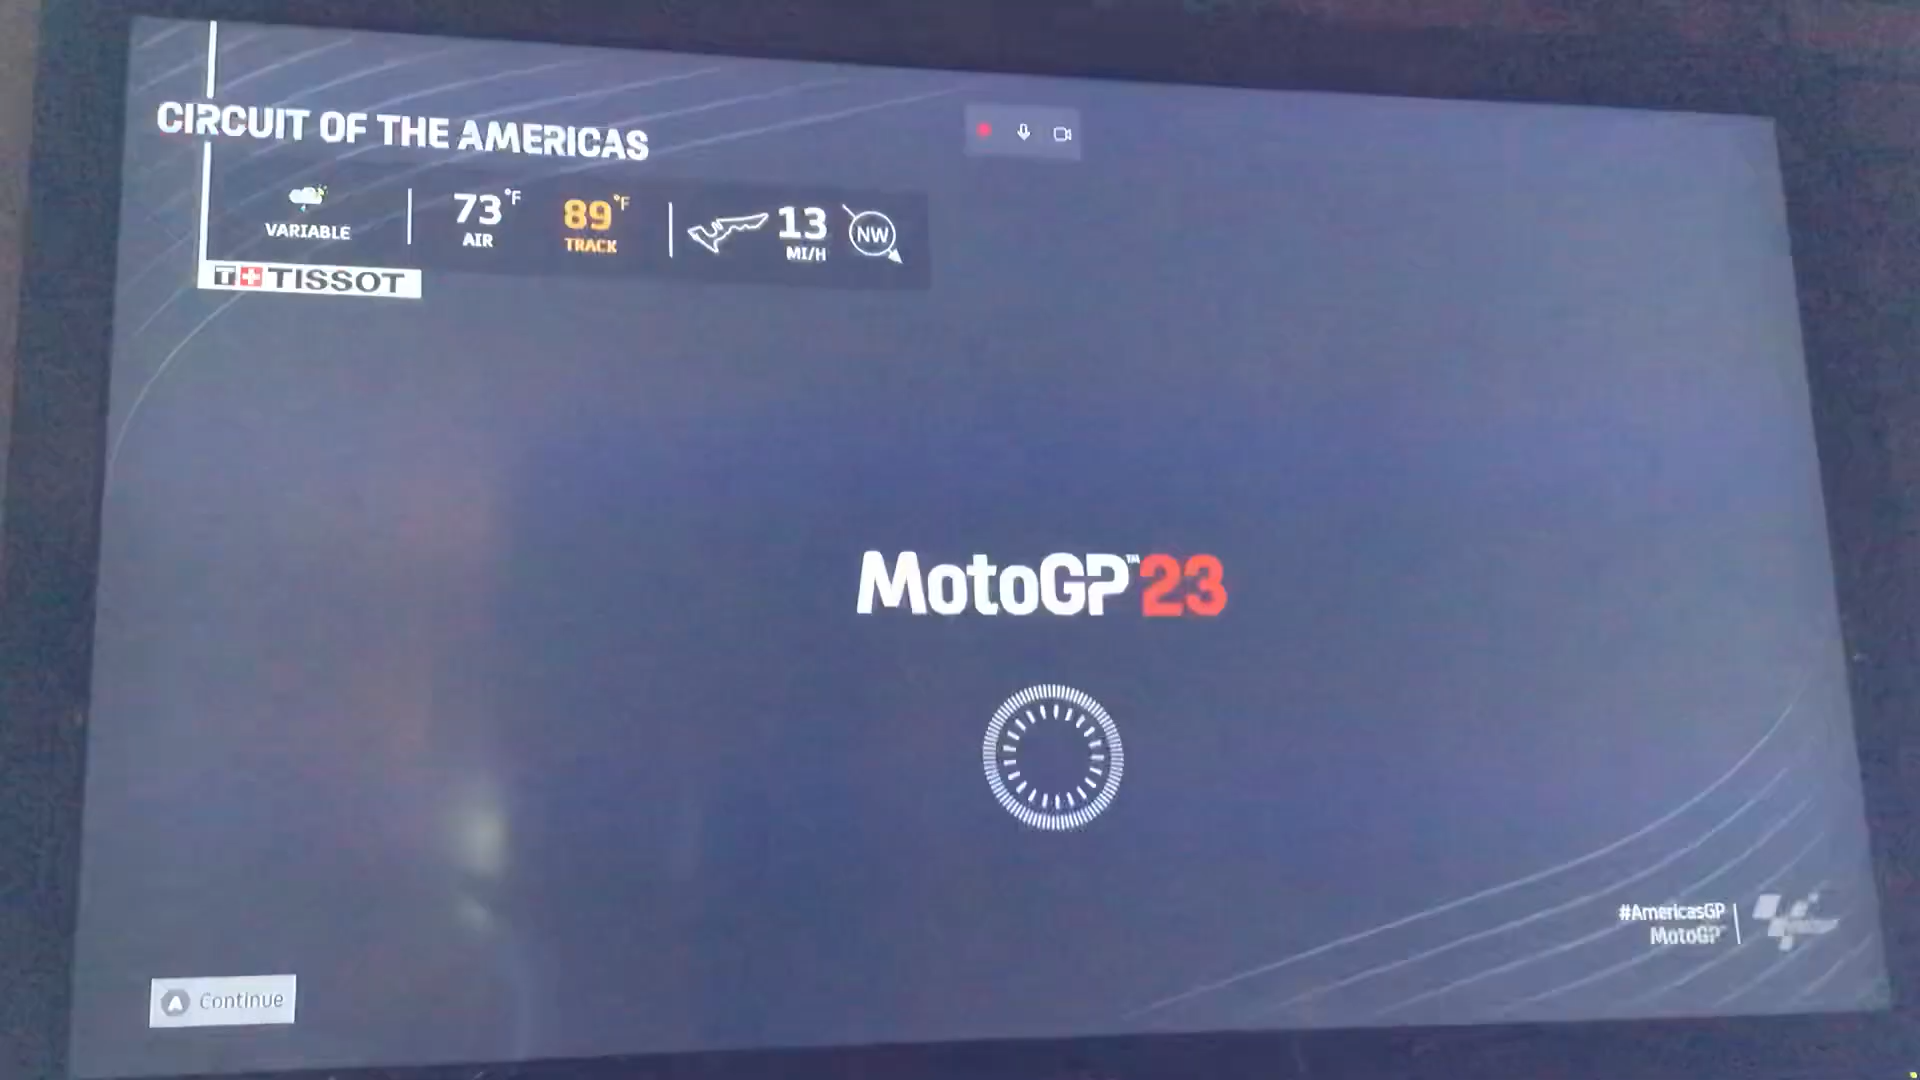 CIRCUIT OF THE AMERICAS
VARIABLE
73 °F
AIR
89 °F
TRACK
13
MI/H
NW
T+ TISSOT
MotoGP™23
#AmericasGP
MotoGP™
A Continue